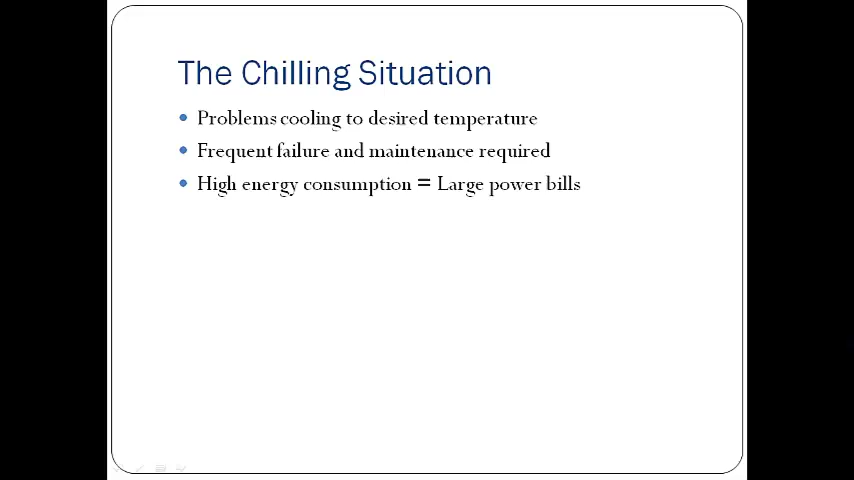 The Chilling Situation
Problems cooling to desired temperature
Frequent failure and maintenance required
High energy consumption = Large power bills